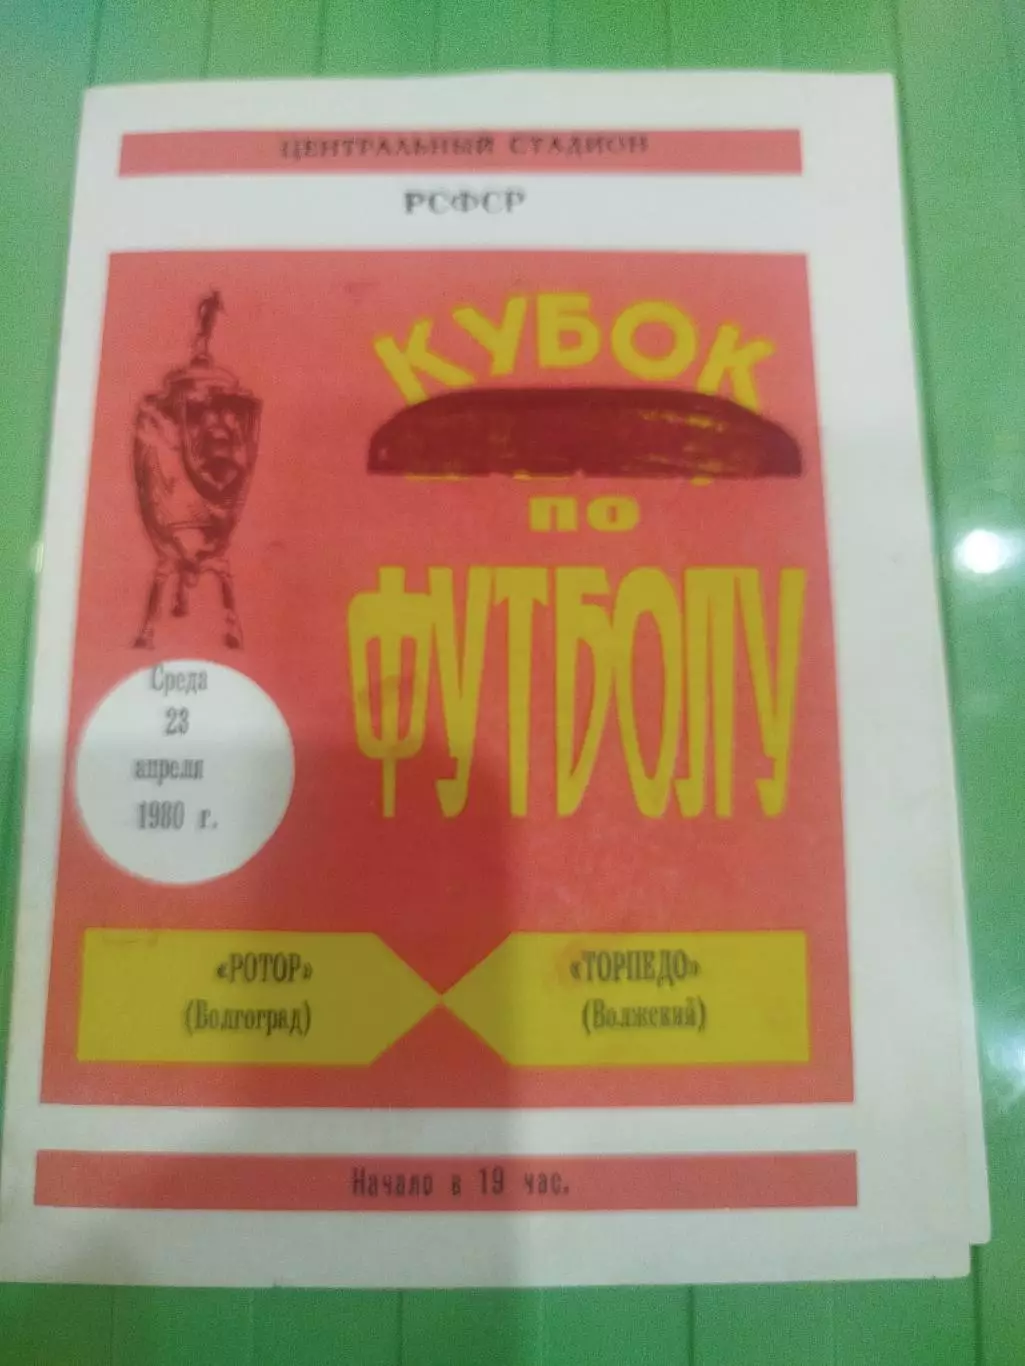 ЦЕНТРАЛЬНЫЙ СТАДИОН
РСФСР
КУБОК
по
ФУТБОЛУ
Среда
23
апреля
1980 г.
«РОТОР»
(Волгоград)
«ТОРПЕДО»
(Волжский)
Начало в 19 час.